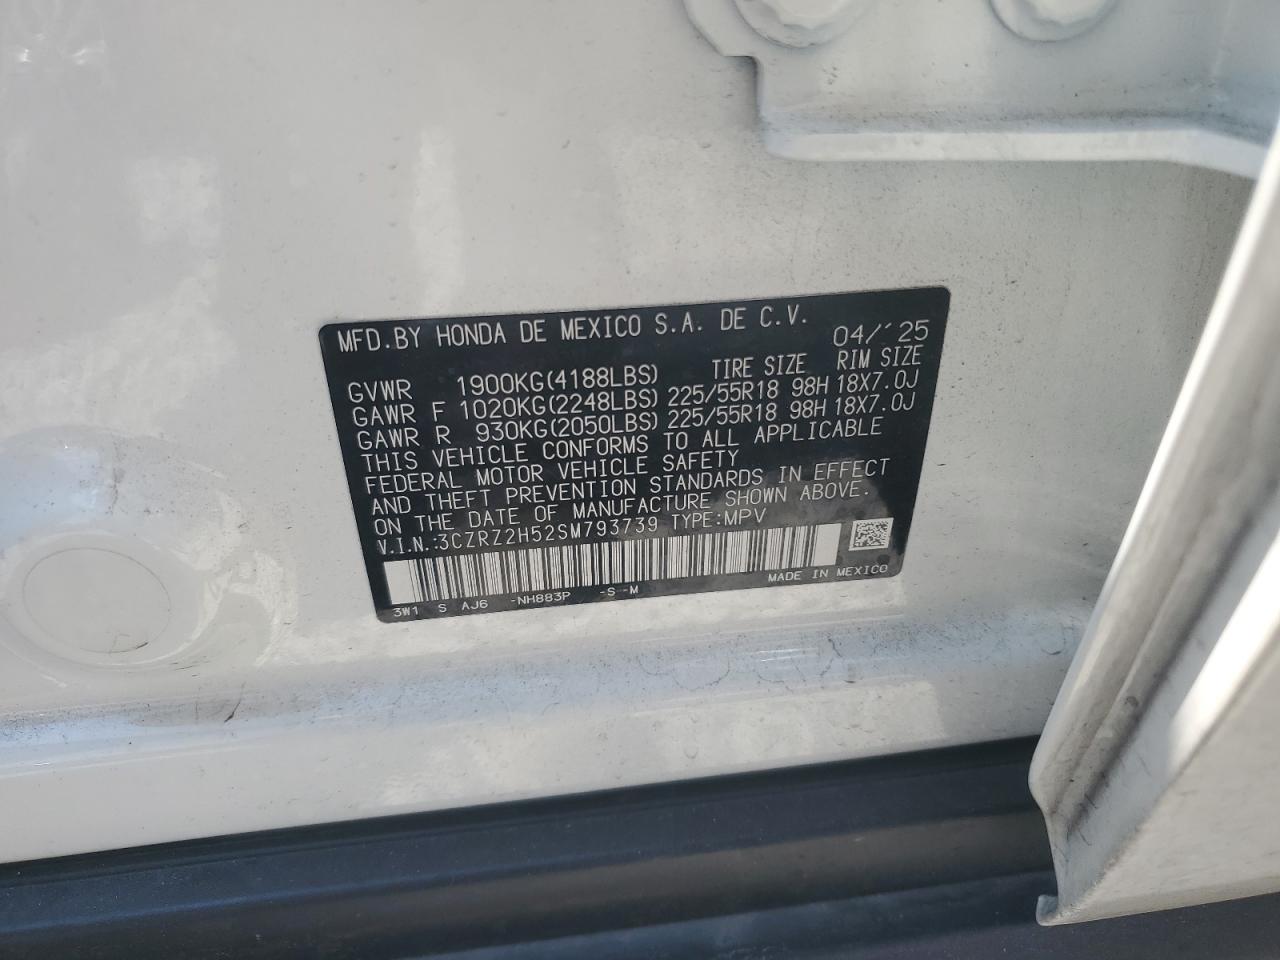 MFD.BY HONDA DE MEXICO S.A. DE C.V. 04/'25
TIRE SIZE RIM SIZE
GVWR 1900KG(4188LBS)
GAWR F 1020KG(2248LBS) 225/55R18 98H 18X7.0J
GAWR R 930KG(2050LBS) 225/55R18 98H 18X7.0J
THIS VEHICLE CONFORMS TO ALL APPLICABLE
FEDERAL MOTOR VEHICLE SAFETY
AND THEFT PREVENTION STANDARDS IN EFFECT
ON THE DATE OF MANUFACTURE SHOWN ABOVE.
V.I.N.:3CZRZ2H52SM793739 TYPE:MPV
MADE IN MEXICO
3W1 S AJ6 -NH883P -S -M